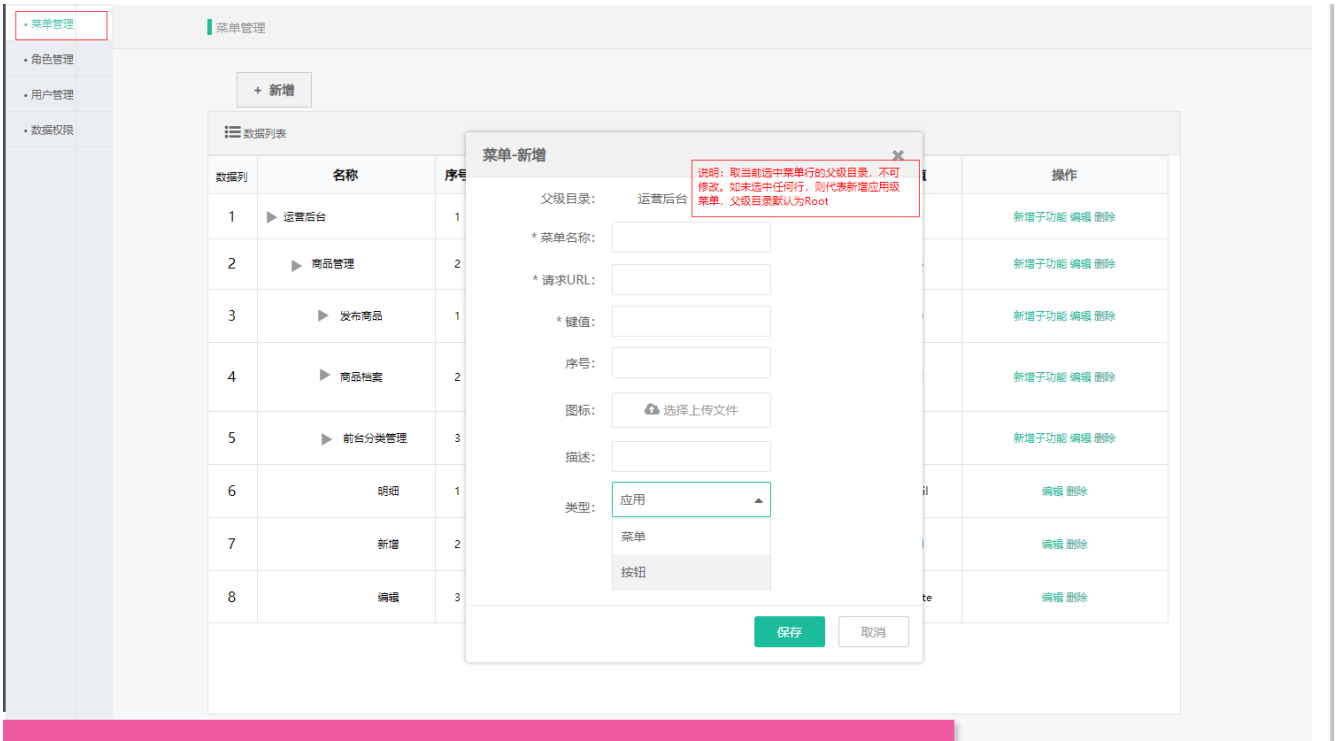 • 菜单管理
菜单管理
• 角色管理
• 用户管理
• 数据权限
+ 新增
数据列表
数据列 名称 序号 值 操作
1 运营后台 1 新增子功能 编辑 删除
2 商品管理 2 新增子功能 编辑 删除
3 发布商品 1 新增子功能 编辑 删除
4 商品档案 2 新增子功能 编辑 删除
5 前台分类管理 3 新增子功能 编辑 删除
6 明细 1 编辑 删除
7 新增 2 编辑 删除
8 编辑 3 te 编辑 删除
菜单-新增
说明：取当前选中菜单行的父级目录，不可
修改。如未选中任何行，则代表新增应用级
菜单，父级目录默认为Root
父级目录： 运营后台
* 菜单名称：
* 请求URL：
* 键值：
序号：
图标： 选择上传文件
描述：
类型： 应用
菜单
按钮
保存 取消